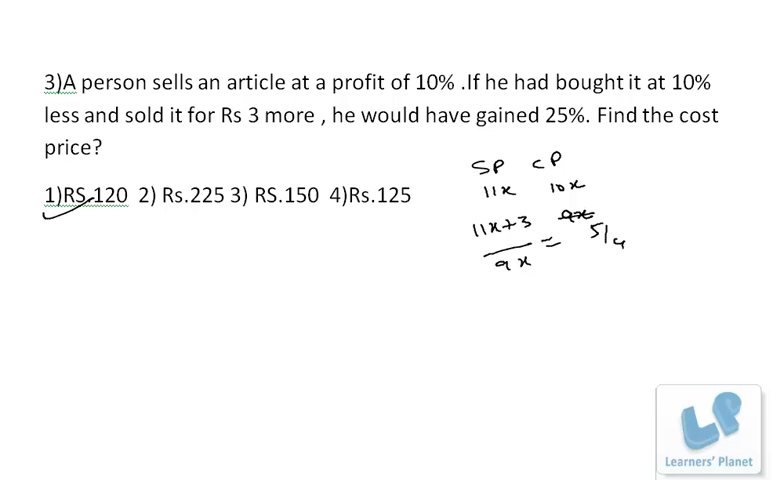 3)A person sells an article at a profit of 10% .If he had bought it at 10%
less and sold it for Rs 3 more , he would have gained 25%. Find the cost
price?
SP CP
1)RS.120 2) Rs.225 3) RS.150 4)Rs.125
11x 10x
11x+3 9x
9x = 5/4
LP
Learners' Planet